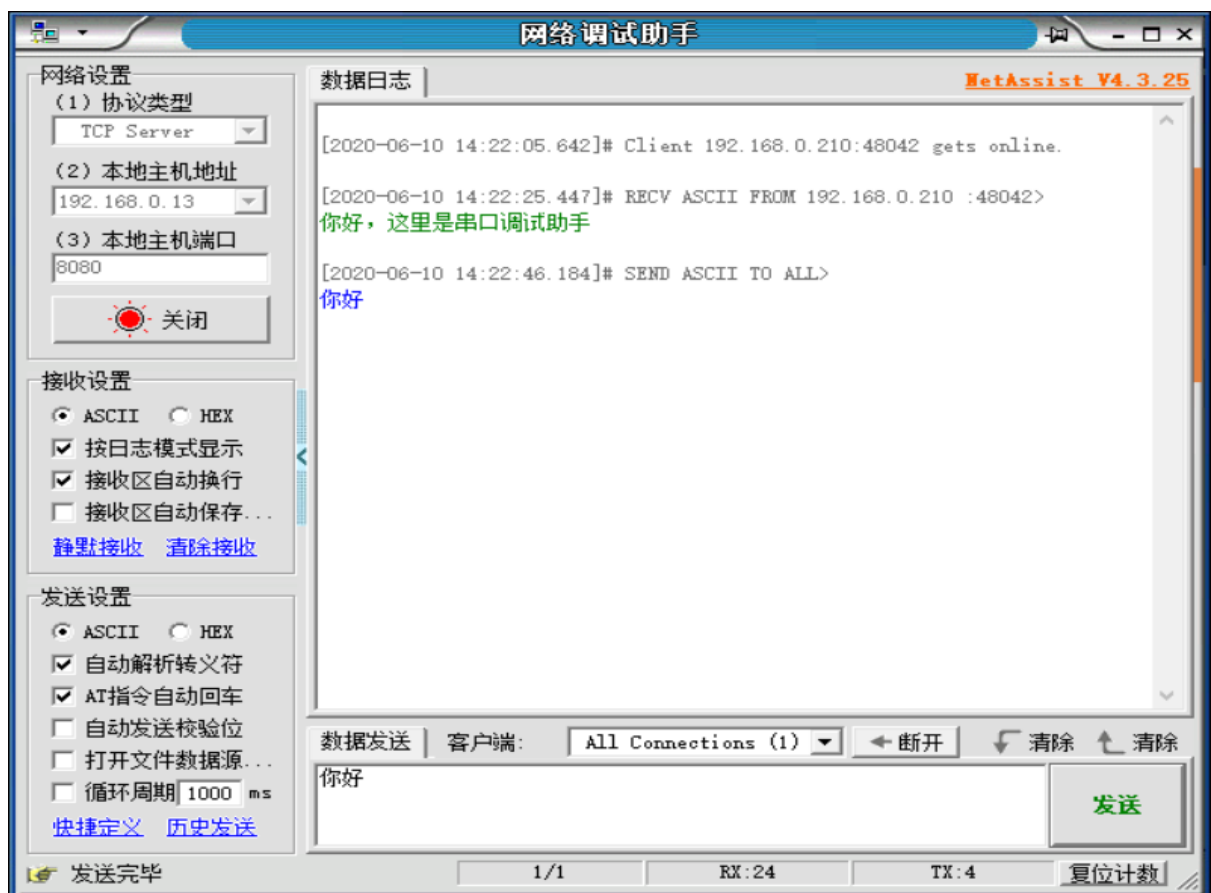 网络调试助手
网络设置
(1) 协议类型
TCP Server
(2) 本地主机地址
192.168.0.13
(3) 本地主机端口
8080
关闭
接收设置
ASCII HEX
按日志模式显示
接收区自动换行
接收区自动保存...
静默接收 清除接收
发送设置
ASCII HEX
自动解析转义符
AT指令自动回车
自动发送校验位
打开文件数据源...
循环周期 1000 ms
快捷定义 历史发送
数据日志 NetAssist V4.3.25
[2020-06-10 14:22:05.642]# Client 192.168.0.210:48042 gets online.
[2020-06-10 14:22:25.447]# RECV ASCII FROM 192.168.0.210 :48042>
你好，这里是串口调试助手
[2020-06-10 14:22:46.184]# SEND ASCII TO ALL>
你好
数据发送 客户端: All Connections (1) 断开 清除 清除
你好
发送
发送完毕 1/1 RX:24 TX:4 复位计数